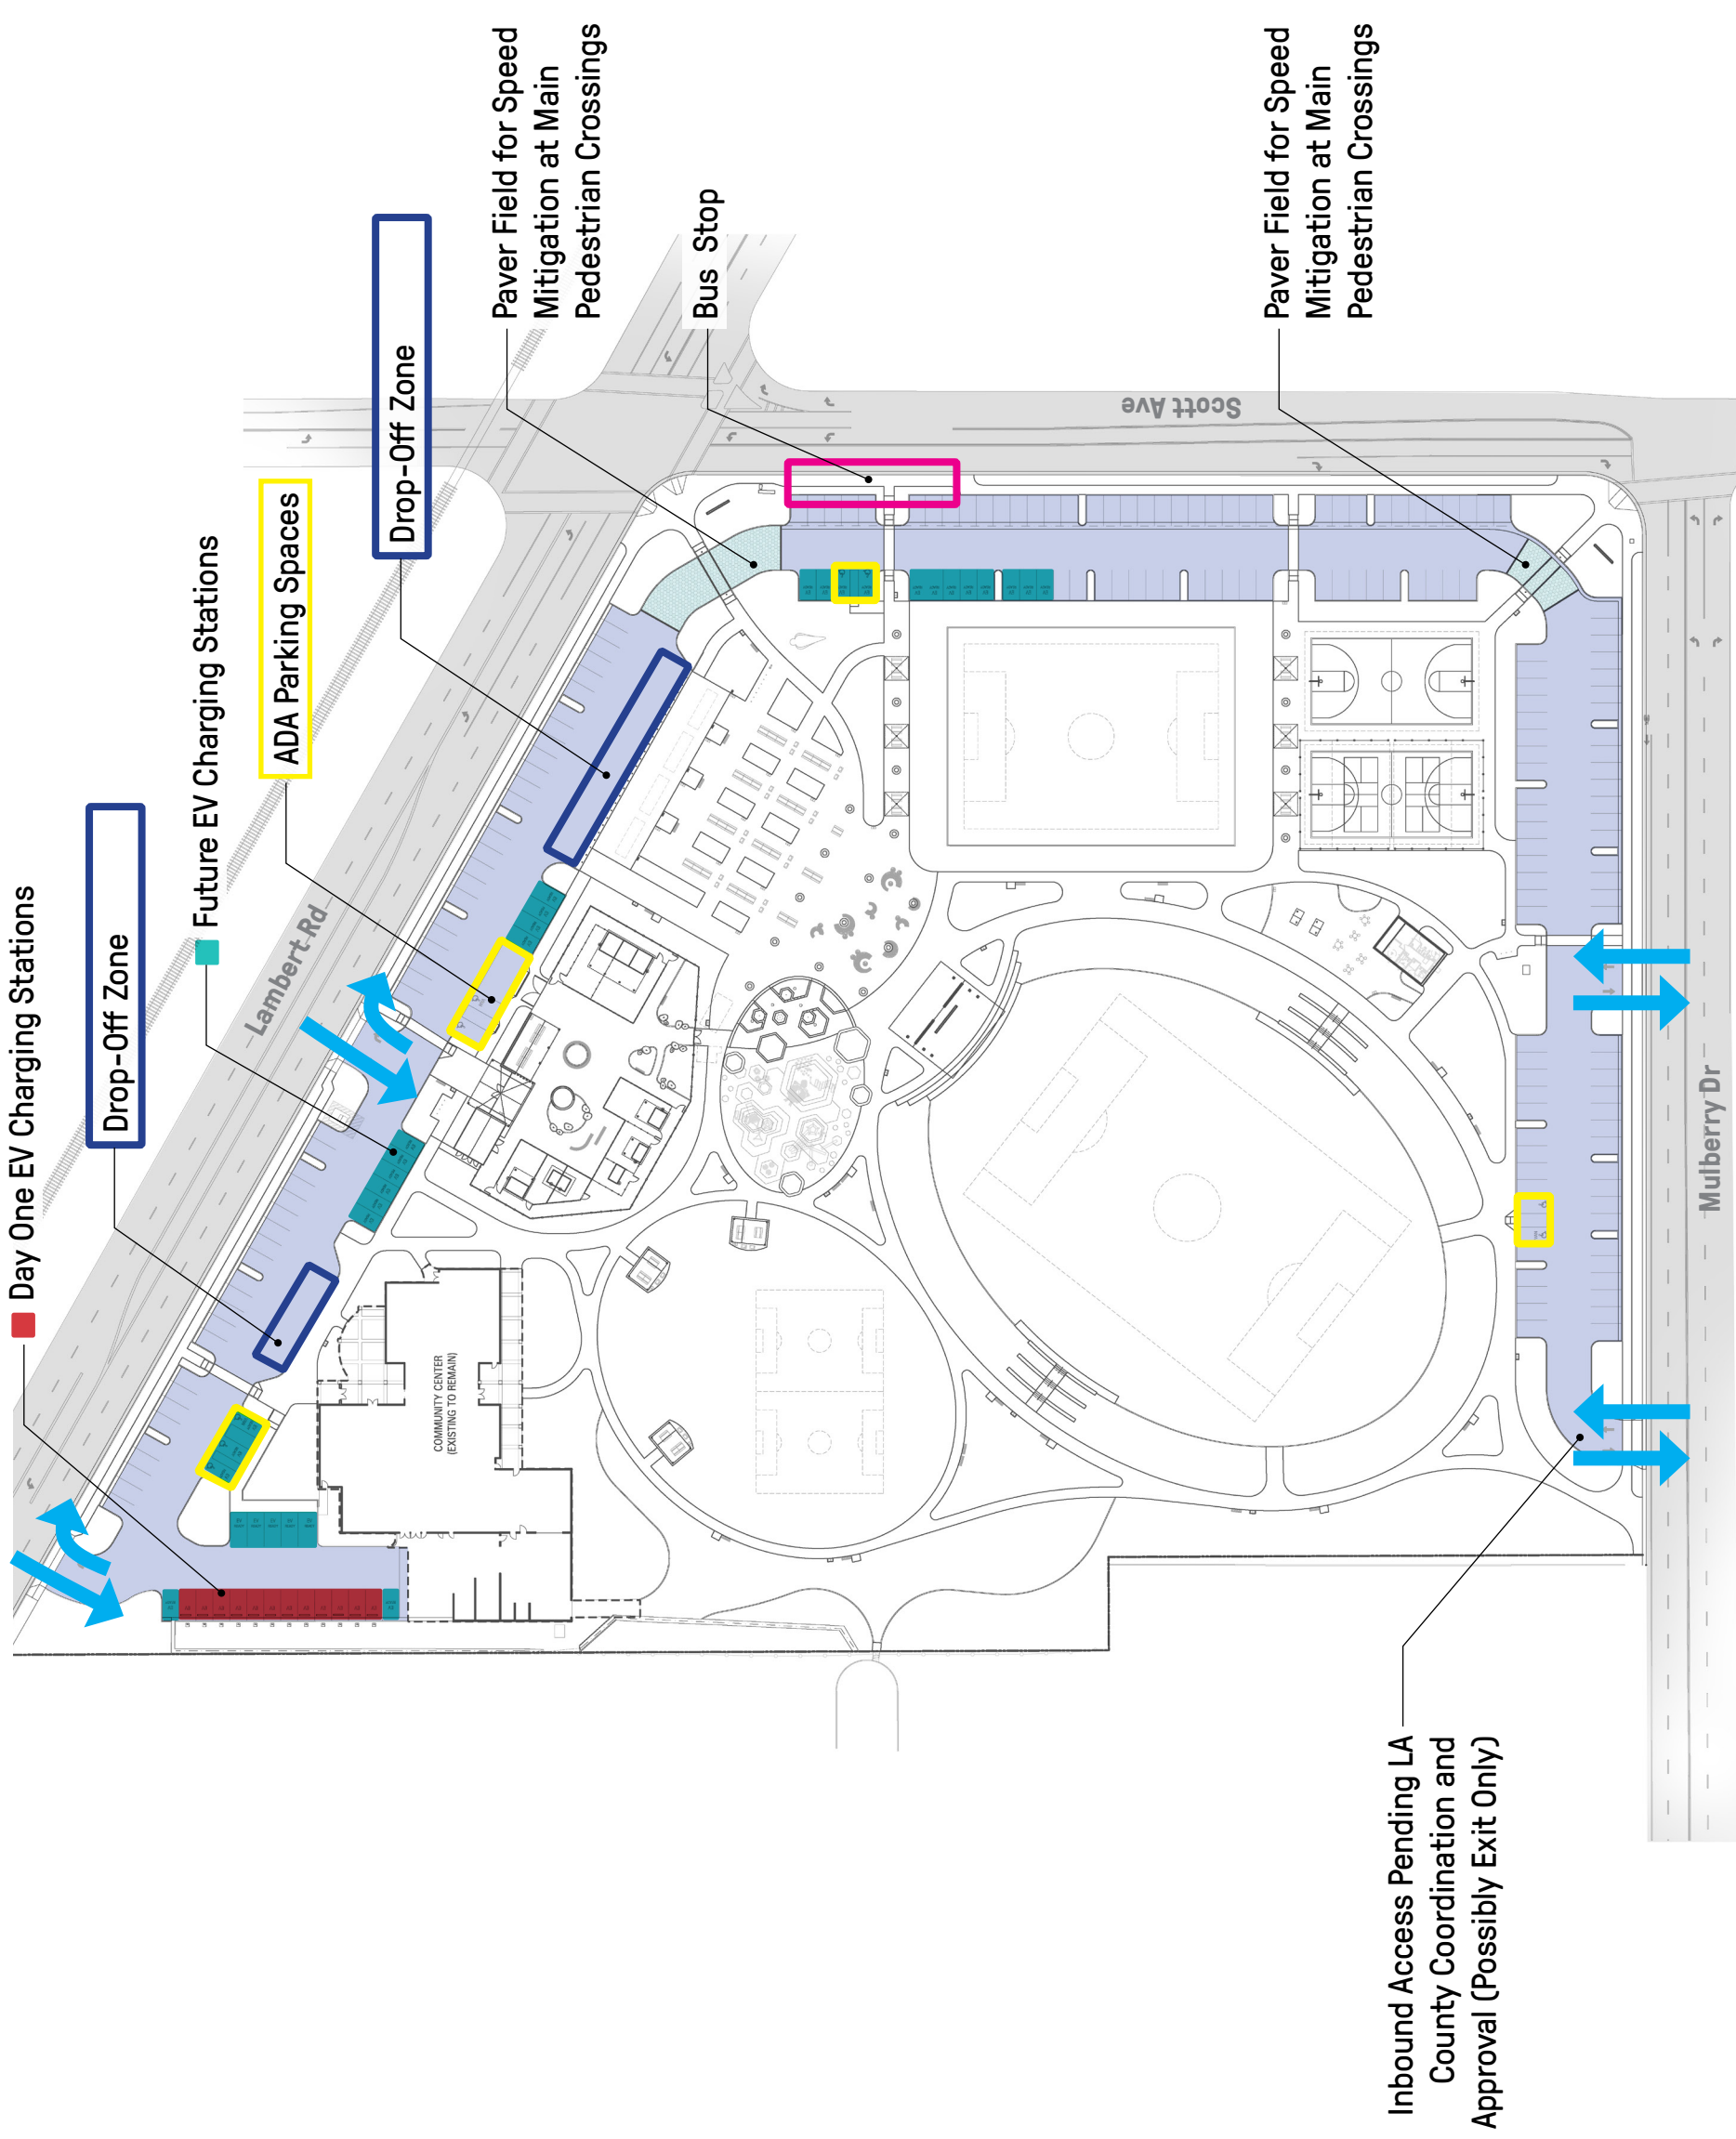 Day One EV Charging Stations
Drop-Off Zone
Future EV Charging Stations
ADA Parking Spaces
Drop-Off Zone
Paver Field for Speed
Mitigation at Main
Pedestrian Crossings
Bus Stop
Paver Field for Speed
Mitigation at Main
Pedestrian Crossings
Lambert Rd
Scott Ave
Mulberry Dr
COMMUNITY CENTER
(EXISTING TO REMAIN)
Inbound Access Pending LA
County Coordination and
Approval (Possibly Exit Only)